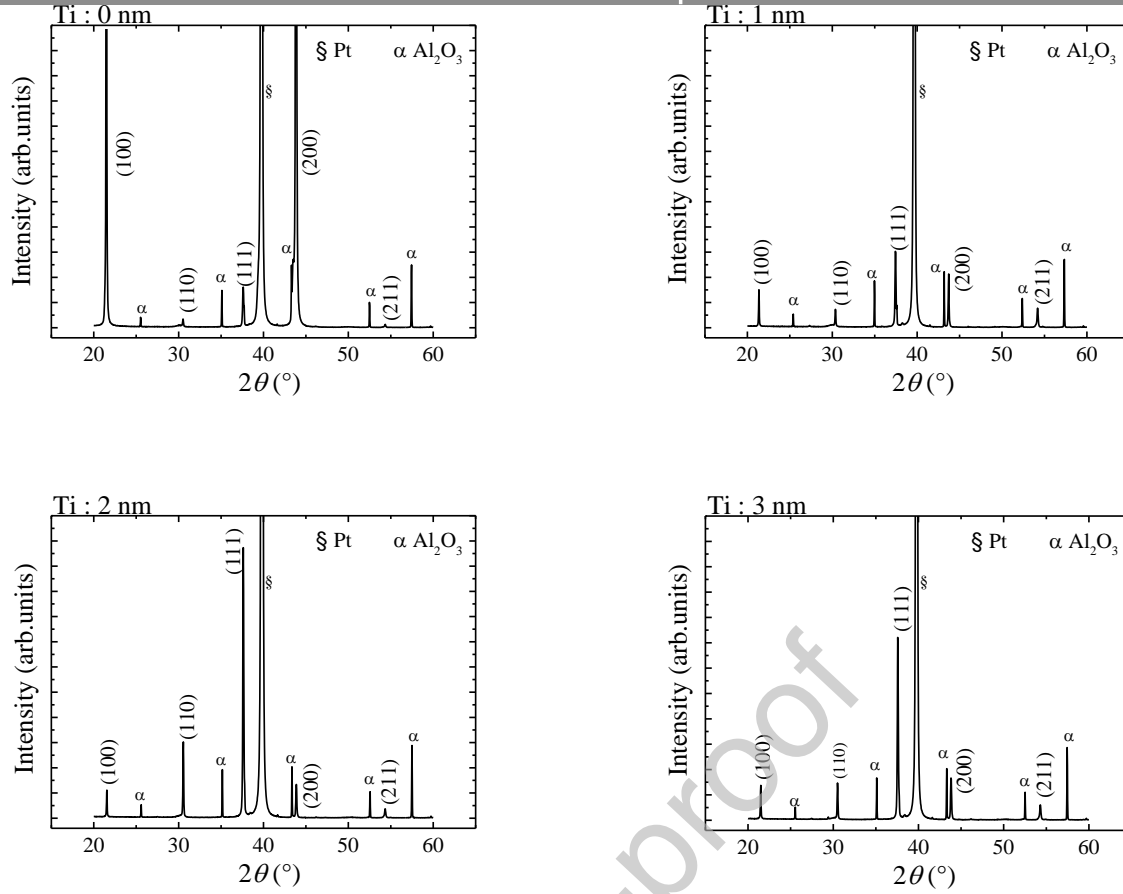 Ti : 0 nm
§ Pt α Al₂O₃
Intensity (arb.units)
(100)
α
(110)
α
(111)
§
α
(200)
α
(211)
α
20 30 40 50 60
2θ (°)
Ti : 1 nm
§ Pt α Al₂O₃
Intensity (arb.units)
(100)
α
(110)
α
(111)
§
α
(200)
α
(211)
α
20 30 40 50 60
2θ (°)
Ti : 2 nm
§ Pt α Al₂O₃
Intensity (arb.units)
(100)
α
(110)
α
(111)
§
α
(200)
α
(211)
α
20 30 40 50 60
2θ (°)
Ti : 3 nm
§ Pt α Al₂O₃
Intensity (arb.units)
(100)
α
(110)
α
(111)
§
α
(200)
α
(211)
α
20 30 40 50 60
2θ (°)
proof